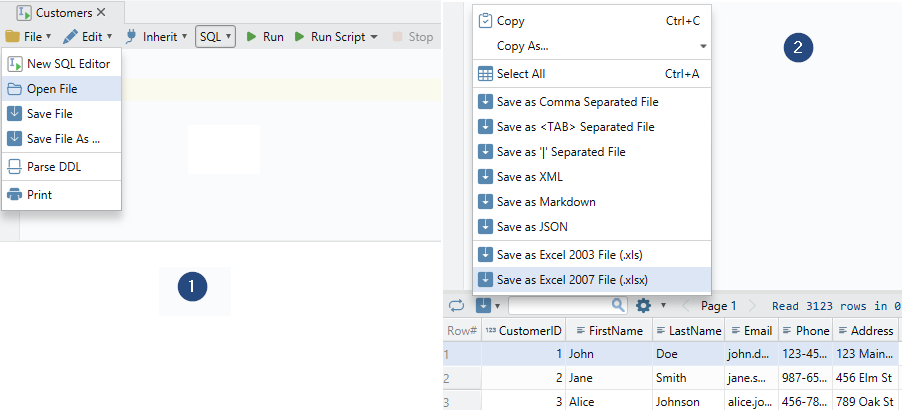 Customers
File Edit Inherit SQL Run Run Script Stop
New SQL Editor
Open File
Save File
Save File As ...
Parse DDL
Print
1
Copy Ctrl+C
Copy As...
Select All Ctrl+A
Save as Comma Separated File
Save as <TAB> Separated File
Save as '|' Separated File
Save as XML
Save as Markdown
Save as JSON
Save as Excel 2003 File (.xls)
Save as Excel 2007 File (.xlsx)
2
Page 1 Read 3123 rows in 0
Row# 123 CustomerID FirstName LastName Email Phone Address
1 1 John Doe john.d... 123-45... 123 Main...
2 2 Jane Smith jane.s... 987-65... 456 Elm St
3 3 Alice Johnson alice.jo... 456-78... 789 Oak St